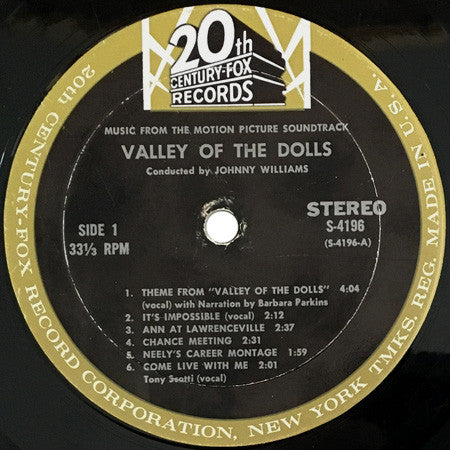 20th
CENTURY-FOX
RECORDS
MUSIC FROM THE MOTION PICTURE SOUNDTRACK
VALLEY OF THE DOLLS
Conducted by JOHNNY WILLIAMS
SIDE 1
33⅓ RPM
STEREO
S-4196
(S-4196-A)
1. THEME FROM "VALLEY OF THE DOLLS" 4:04
(vocal) with Narration by Barbara Parkins
2. IT'S IMPOSSIBLE (vocal) 2:12
3. ANN AT LAWRENCEVILLE 2:37
4. CHANCE MEETING 2:31
5. NEELY'S CAREER MONTAGE 1:59
6. COME LIVE WITH ME 2:01
Tony Scotti (vocal)
20th CENTURY-FOX RECORD CORPORATION, NEW YORK TMKS. REG. MADE IN U.S.A.